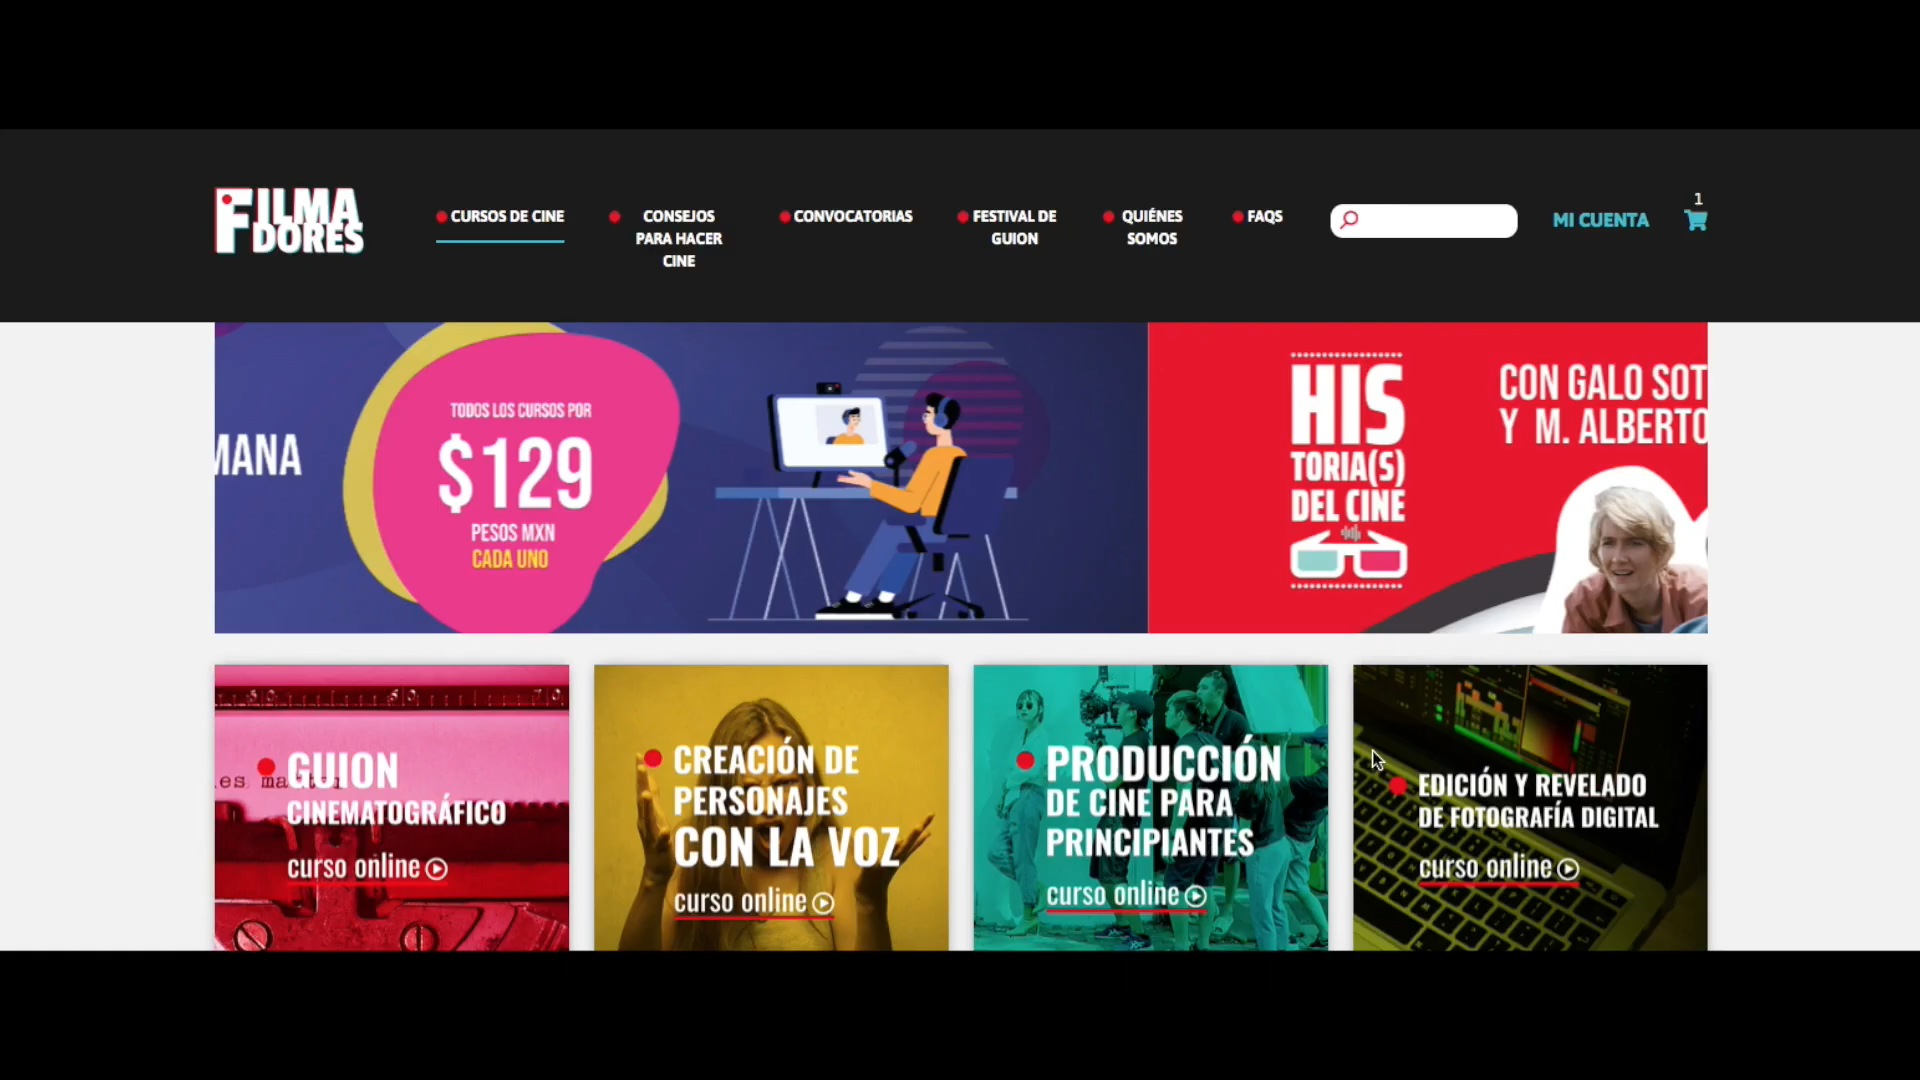 FILMA
DORES
CURSOS DE CINE
CONSEJOS
PARA HACER
CINE
CONVOCATORIAS
FESTIVAL DE
GUION
QUIÉNES
SOMOS
FAQS
MI CUENTA
1
MANA
TODOS LOS CURSOS POR
$129
PESOS MXN
CADA UNO
HIS
TORIA(S)
DEL CINE
CON GALO SOT
Y M. ALBERTO
GUION
CINEMATOGRÁFICO
curso online
CREACIÓN DE
PERSONAJES
CON LA VOZ
curso online
PRODUCCIÓN
DE CINE PARA
PRINCIPIANTES
curso online
EDICIÓN Y REVELADO
DE FOTOGRAFÍA DIGITAL
curso online